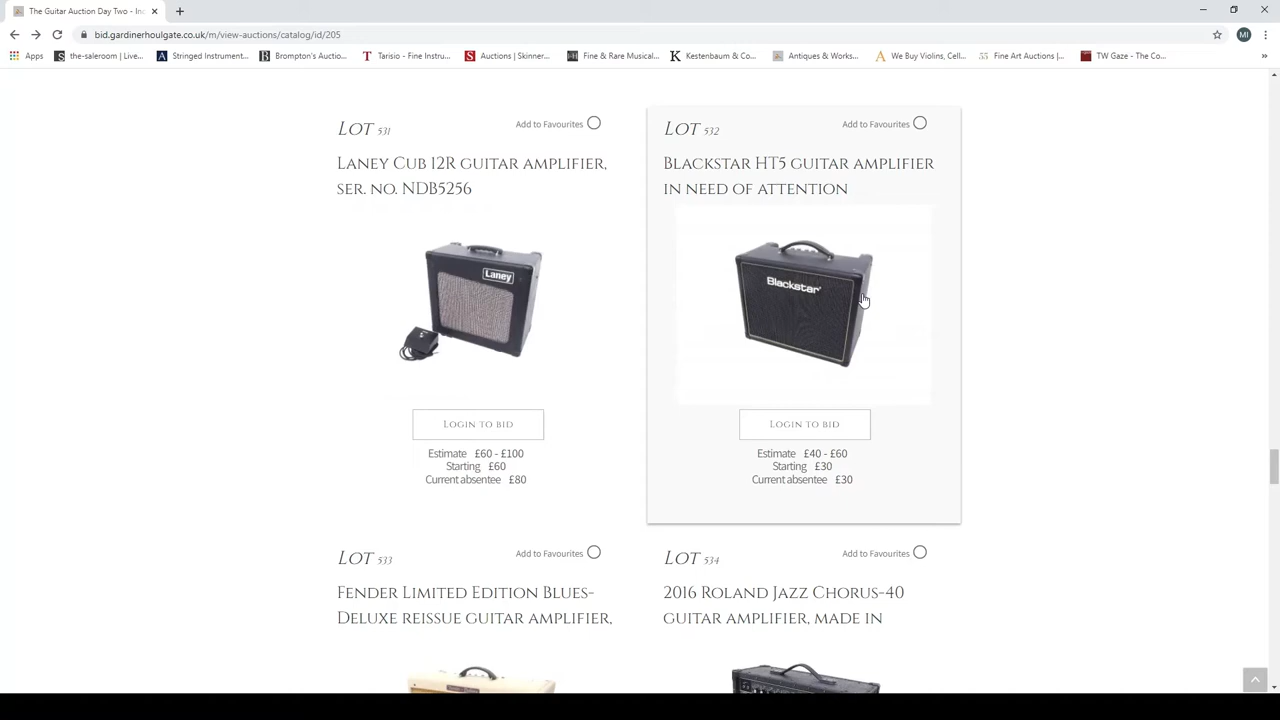 The Guitar Auction Day Two - Inc
bid.gardinerhoulgate.co.uk/m/view-auctions/catalog/id/205
MI
Apps
the-saleroom | Live...
Stringed Instrument...
Brompton's Auctio...
Tarisio - Fine Instru...
Auctions | Skinner...
Fine & Rare Musical...
Kestenbaum & Co...
Antiques & Works...
We Buy Violins, Cell...
Fine Art Auctions |...
TW Gaze - The Co...
»
Lot 531
Add to Favourites
Laney Cub 12R guitar amplifier,
ser. no. NDB5256
Laney
Login to bid
Estimate £60 - £100
Starting £60
Current absentee £80
Lot 532
Add to Favourites
Blackstar HT5 guitar amplifier
in need of attention
Blackstar
Login to bid
Estimate £40 - £60
Starting £30
Current absentee £30
Lot 533
Add to Favourites
Fender Limited Edition Blues-
Deluxe reissue guitar amplifier,
Lot 534
Add to Favourites
2016 Roland Jazz Chorus-40
guitar amplifier, made in